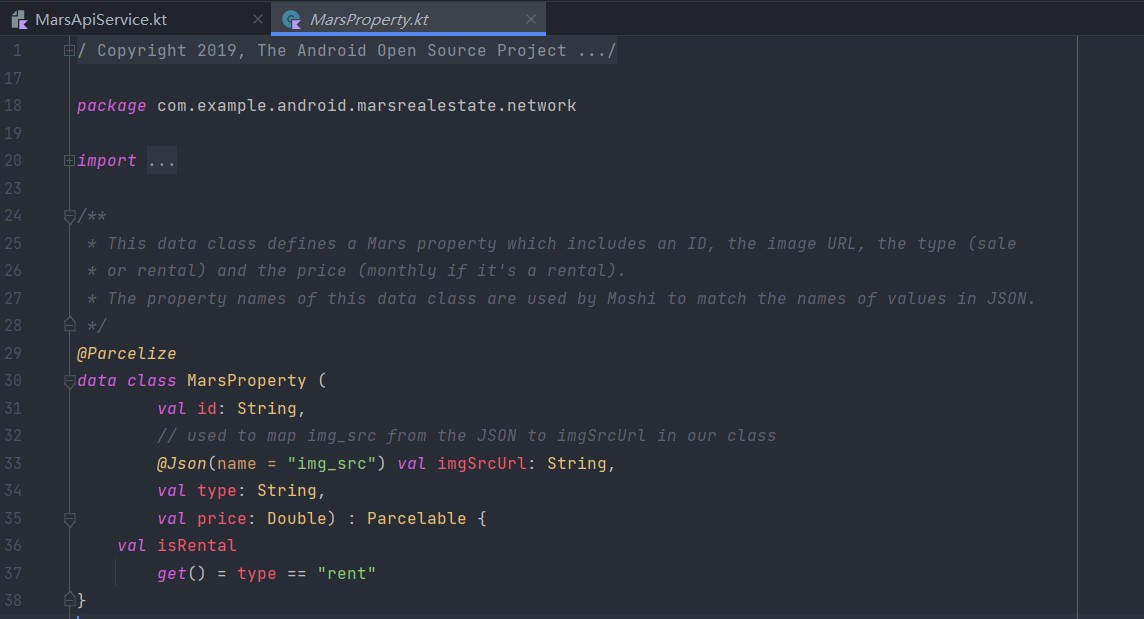 MarsApiService.kt
MarsProperty.kt
1 / Copyright 2019, The Android Open Source Project .../
17
18 package com.example.android.marsrealestate.network
19
20 import ...
23
24 /**
25  * This data class defines a Mars property which includes an ID, the image URL, the type (sale
26  * or rental) and the price (monthly if it's a rental).
27  * The property names of this data class are used by Moshi to match the names of values in JSON.
28  */
29 @Parcelize
30 data class MarsProperty (
31         val id: String,
32         // used to map img_src from the JSON to imgSrcUrl in our class
33         @Json(name = "img_src") val imgSrcUrl: String,
34         val type: String,
35         val price: Double) : Parcelable {
36     val isRental
37         get() = type == "rent"
38 }